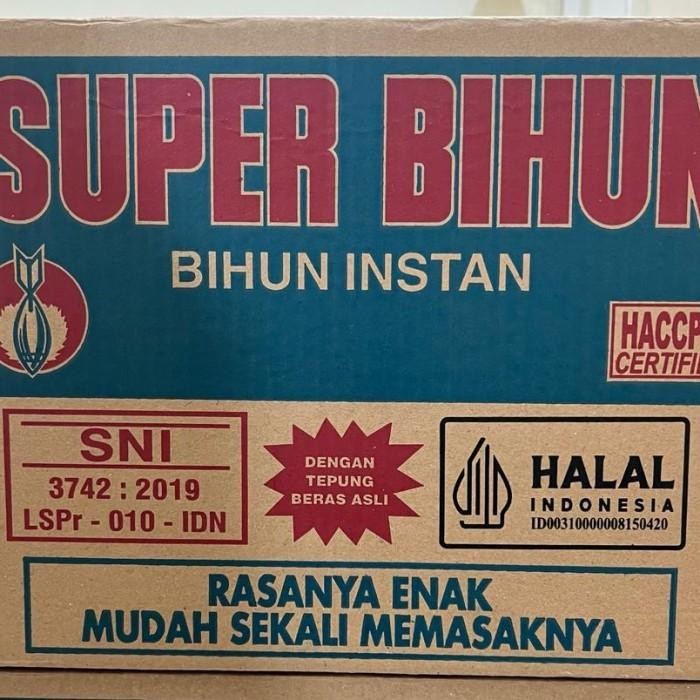 SUPER BIHUN
BIHUN INSTAN
HACCP
SNI
3742 : 2019
LSPr - 010 - IDN
DENGAN
TEPUNG
BERAS ASLI
HALAL
INDONESIA
ID00310000008150420
RASANYA ENAK
MUDAH SEKALI MEMASAKNYA